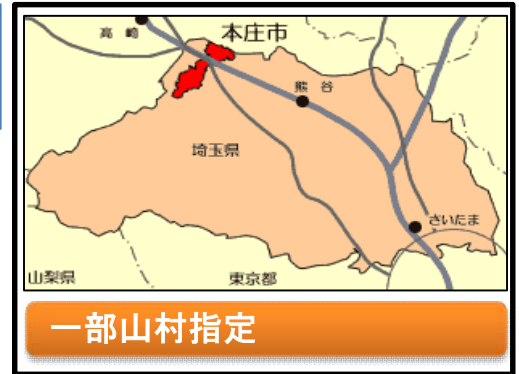 本庄市
高崎
熊谷
埼玉県
さいたま
山梨県
東京都
一部山村指定